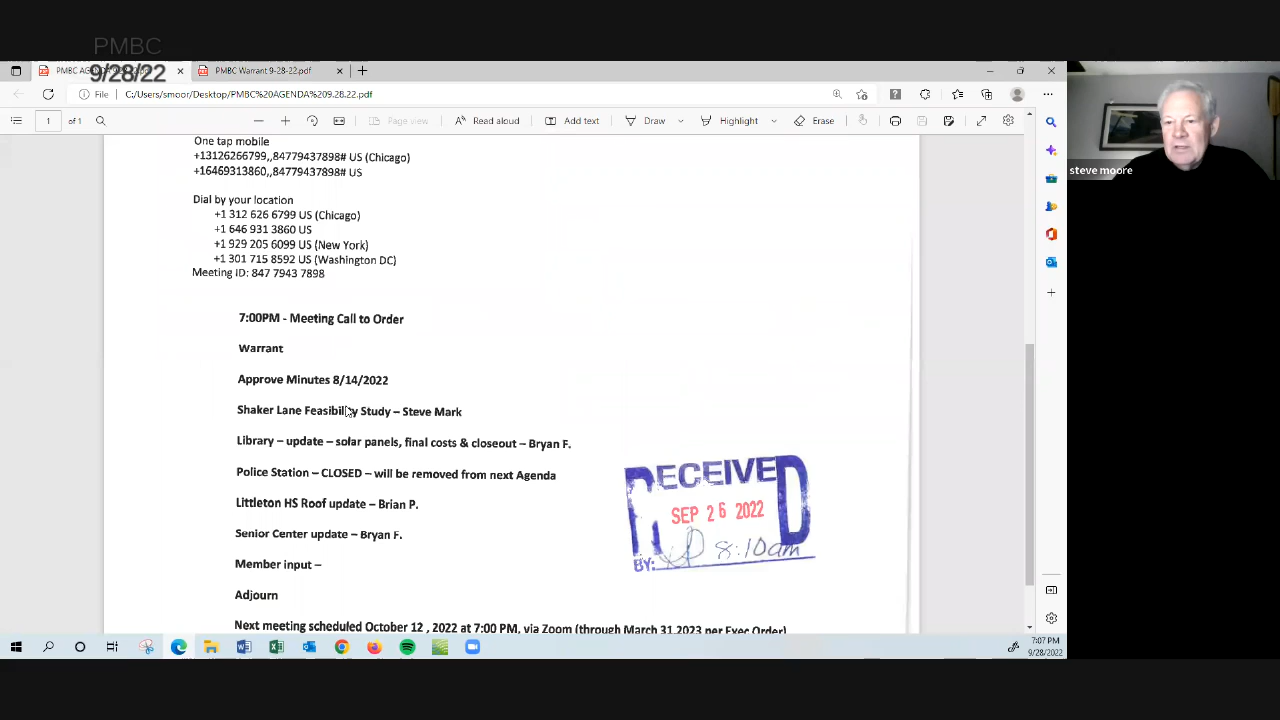 PMBC
9/28/22
PMBC Warrant 9-28-22.pdf
File C:/Users/smoor/Desktop/PMBC%20AGENDA%209.28.22.pdf
1 of 1 Page view Read aloud Add text Draw Highlight Erase
One tap mobile
+13126266799,,84779437898# US (Chicago)
+16469313860,,84779437898# US
Dial by your location
+1 312 626 6799 US (Chicago)
+1 646 931 3860 US
+1 929 205 6099 US (New York)
+1 301 715 8592 US (Washington DC)
Meeting ID: 847 7943 7898
7:00PM - Meeting Call to Order
Warrant
Approve Minutes 8/14/2022
Shaker Lane Feasibility Study – Steve Mark
Library – update – solar panels, final costs & closeout – Bryan F.
Police Station – CLOSED – will be removed from next Agenda
Littleton HS Roof update – Brian P.
Senior Center update – Bryan F.
Member input –
Adjourn
Next meeting scheduled October 12 , 2022 at 7:00 PM, via Zoom (through March 31,2023 per Exec Order)
RECEIVED
SEP 26 2022
BY: 8:10am
steve moore
7:07 PM
9/28/2022